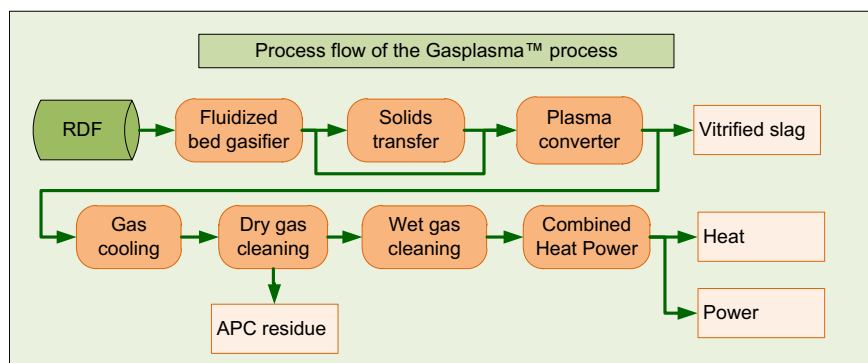 Process flow of the Gasplasma™ process
RDF
Fluidized
bed gasifier
Solids
transfer
Plasma
converter
Vitrified slag
Gas
cooling
Dry gas
cleaning
Wet gas
cleaning
Combined
Heat Power
Heat
APC residue
Power